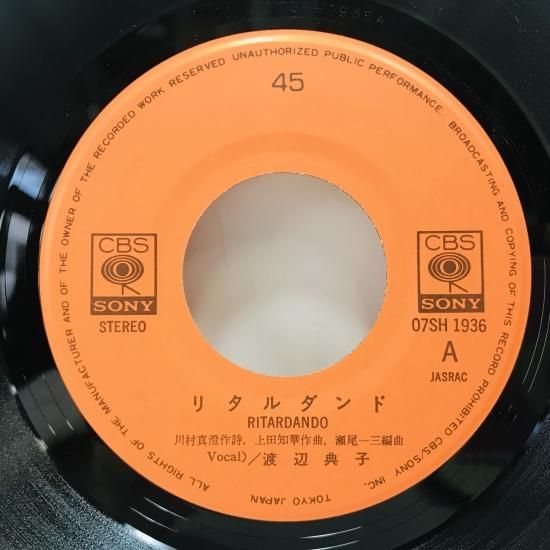 45
CBS
SONY
STEREO
CBS
SONY
07SH 1936
A
JASRAC
リタルダンド
RITARDANDO
川村真澄作詩, 上田知華作曲, 瀬尾一三編曲
Vocal)／渡辺典子
ALL RIGHTS OF THE MANUFACTURER AND OF THE OWNER OF THE RECORDED WORK RESERVED UNAUTHORIZED PUBLIC PERFORMANCE. BROADCASTING AND COPYING OF THIS RECORD PROHIBITED CBS/SONY INC.
TOKYO JAPAN